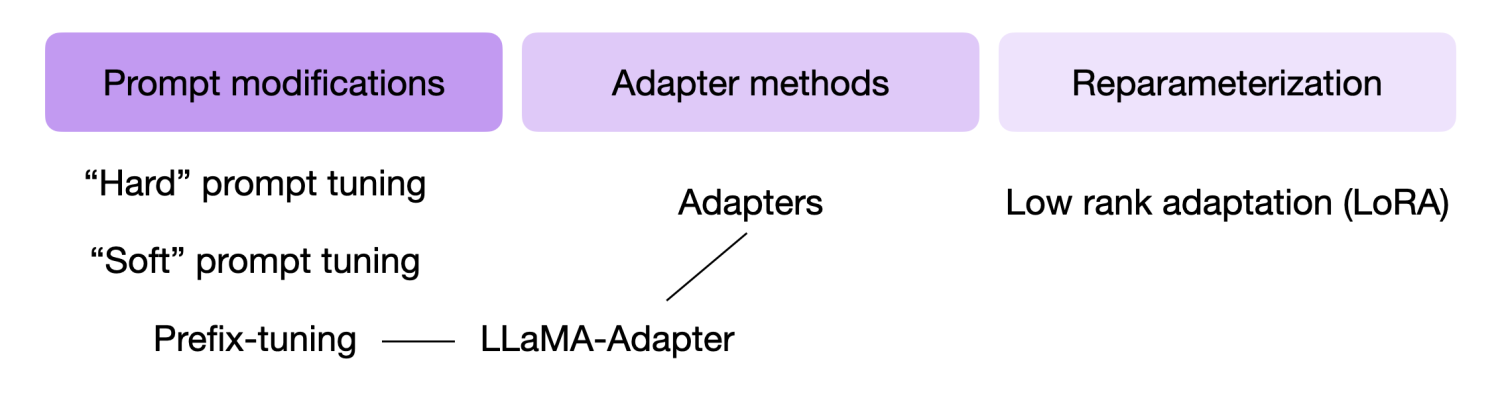 Prompt modifications
Adapter methods
Reparameterization
“Hard” prompt tuning
Adapters
Low rank adaptation (LoRA)
“Soft” prompt tuning
Prefix-tuning
LLaMA-Adapter